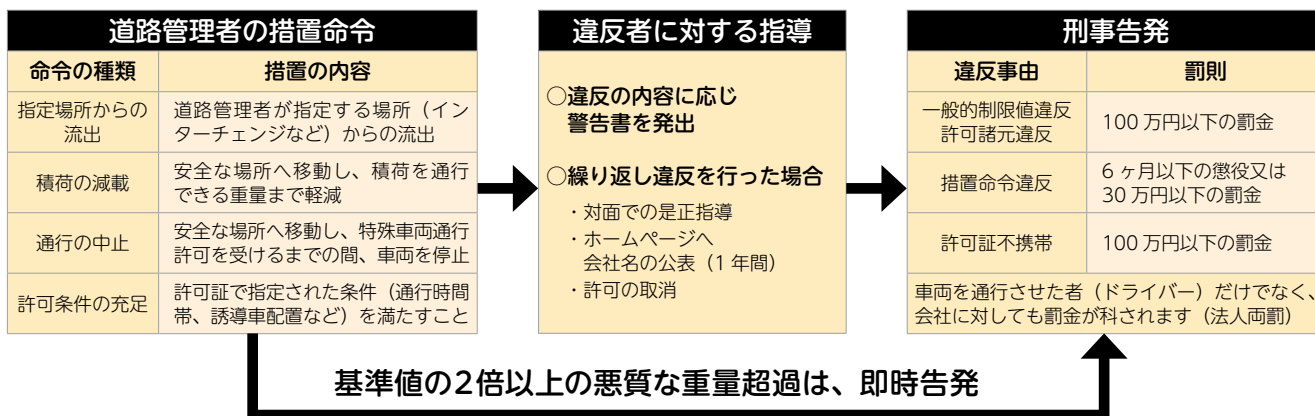 道路管理者の措置命令
命令の種類
措置の内容
指定場所からの
流出
道路管理者が指定する場所（イン
ターチェンジなど）からの流出
積荷の減載
安全な場所へ移動し、積荷を通行
できる重量まで軽減
通行の中止
安全な場所へ移動し、特殊車両通行
許可を受けるまでの間、車両を停止
許可条件の充足
許可証で指定された条件（通行時間
帯、誘導車配置など）を満たすこと
違反者に対する指導
○違反の内容に応じ
警告書を発出
○繰り返し違反を行った場合
・対面での是正指導
・ホームページへ
会社名の公表（1 年間）
・許可の取消
刑事告発
違反事由
罰則
一般的制限値違反
許可諸元違反
100 万円以下の罰金
措置命令違反
6 ヶ月以下の懲役又は
30 万円以下の罰金
許可証不携帯
100 万円以下の罰金
車両を通行させた者（ドライバー）だけでなく、
会社に対しても罰金が科されます（法人両罰）
基準値の2倍以上の悪質な重量超過は、即時告発